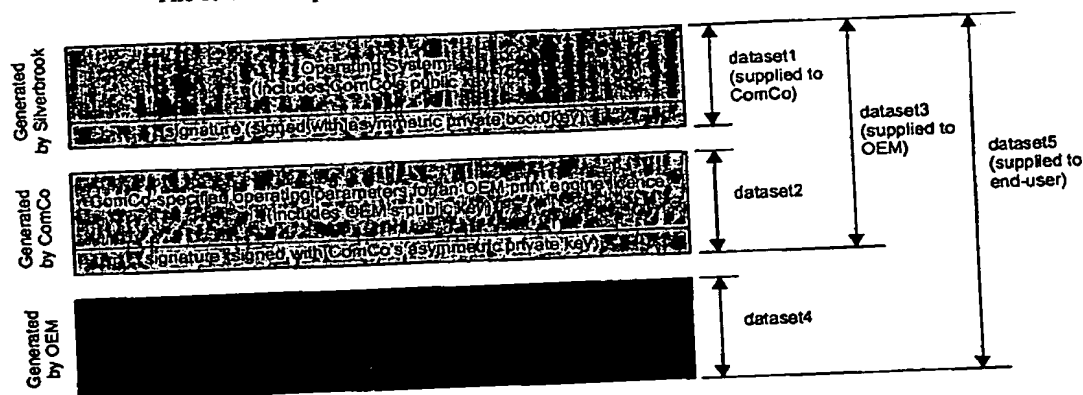 Generated
by Silverbrook
Operating System
(includes ComCo's public
signature (signed with asymmetric private boot0key)
dataset1
(supplied to
ComCo)
dataset3
(supplied to
OEM)
dataset5
(supplied to
end-user)
Generated
by ComCo
ComCo-specified operating parameters for an OEM print engine licence
(includes OEM's public key)
signature (signed with ComCo's asymmetric private key)
dataset2
Generated
by OEM
dataset4